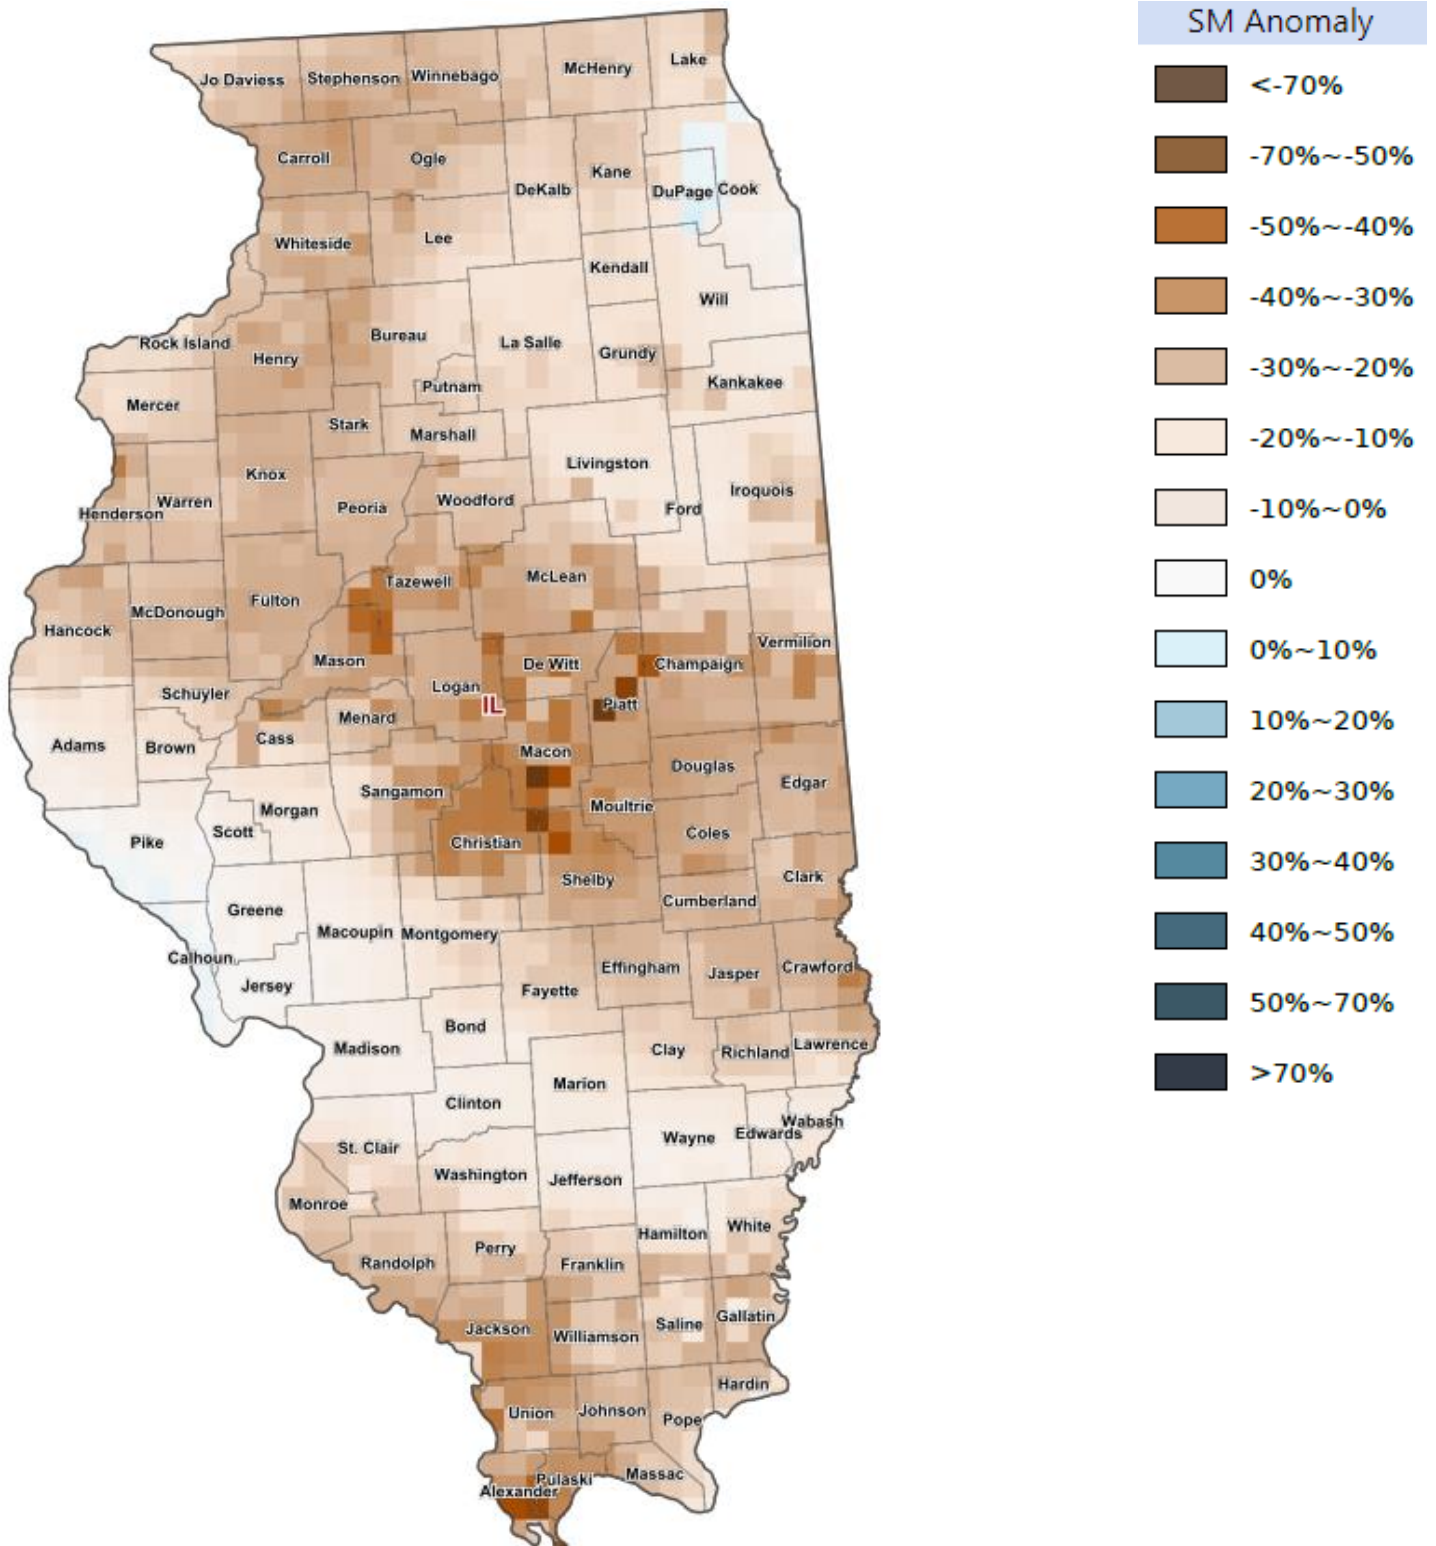 SM Anomaly
<-70%
-70%~-50%
-50%~-40%
-40%~-30%
-30%~-20%
-20%~-10%
-10%~0%
0%
0%~10%
10%~20%
20%~30%
30%~40%
40%~50%
50%~70%
>70%
Jo Daviess
Stephenson
Winnebago
McHenry
Lake
Carroll
Ogle
DeKalb
Kane
DuPage
Cook
Whiteside
Lee
Kendall
Will
Rock Island
Henry
Bureau
La Salle
Grundy
Kankakee
Mercer
Putnam
Stark
Marshall
Knox
Livingston
Iroquois
Henderson
Warren
Peoria
Woodford
Ford
Tazewell
McLean
Hancock
McDonough
Fulton
Vermilion
Mason
De Witt
Champaign
Schuyler
Logan
IL
Piatt
Menard
Adams
Brown
Cass
Macon
Douglas
Edgar
Sangamon
Moultrie
Morgan
Scott
Pike
Christian
Coles
Shelby
Clark
Cumberland
Greene
Macoupin
Montgomery
Calhoun
Effingham
Jasper
Crawford
Jersey
Fayette
Bond
Madison
Clay
Richland
Lawrence
Marion
Clinton
Wabash
Wayne
Edwards
St. Clair
Washington
Jefferson
Monroe
Hamilton
White
Perry
Randolph
Franklin
Jackson
Williamson
Saline
Gallatin
Hardin
Union
Johnson
Pope
Pulaski
Massac
Alexander